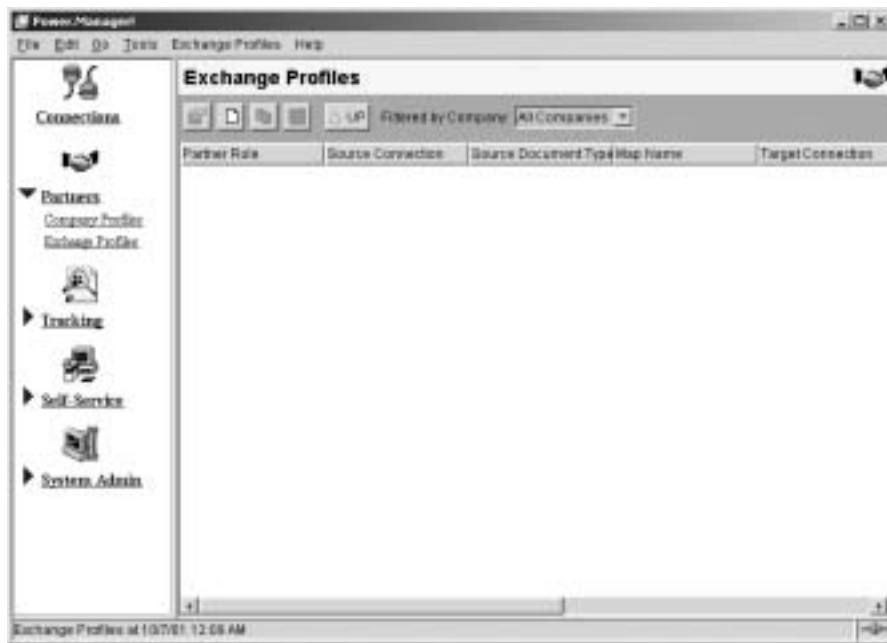 Power.Manager!
File Edit Go Tools Exchange Profiles Help
Connections
Partners
Company Profiles
Exchange Profiles
Tracking
Self-Service
System Admin
Exchange Profiles
UP Filtered by Company All Companies
Partner Role Source Connection Source Document Type Map Name Target Connection
Exchange Profiles at 10/7/01 12:06 AM